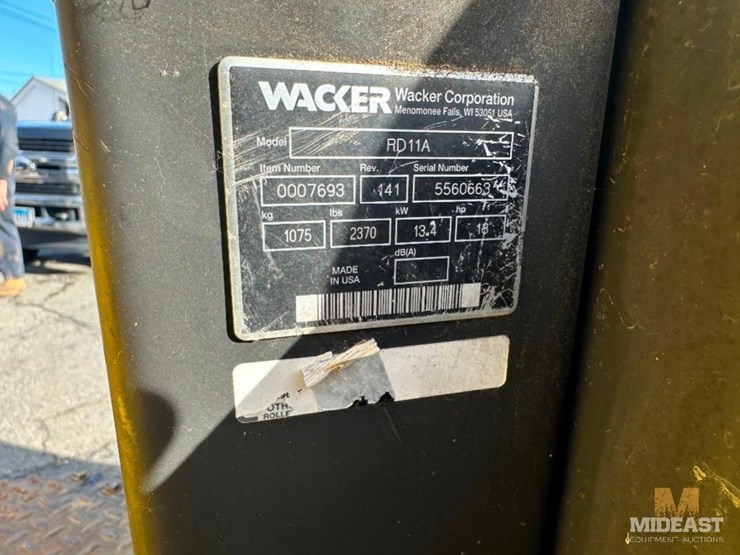 WACKER Wacker Corporation
Menomonee Falls, WI 53051 USA
Model RD11A
Item Number Rev. Serial Number
0007693 141 5560663
kg lbs kW hp
1075 2370 13.4 18
dB(A)
MADE
IN USA
ROLLE
M
MIDEAST
EQUIPMENT AUCTIONS